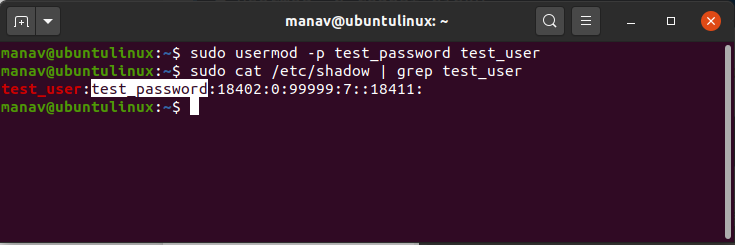 manav@ubuntulinux: ~
manav@ubuntulinux:~$ sudo usermod -p test_password test_user
manav@ubuntulinux:~$ sudo cat /etc/shadow | grep test_user
test_user:test_password:18402:0:99999:7::18411:
manav@ubuntulinux:~$